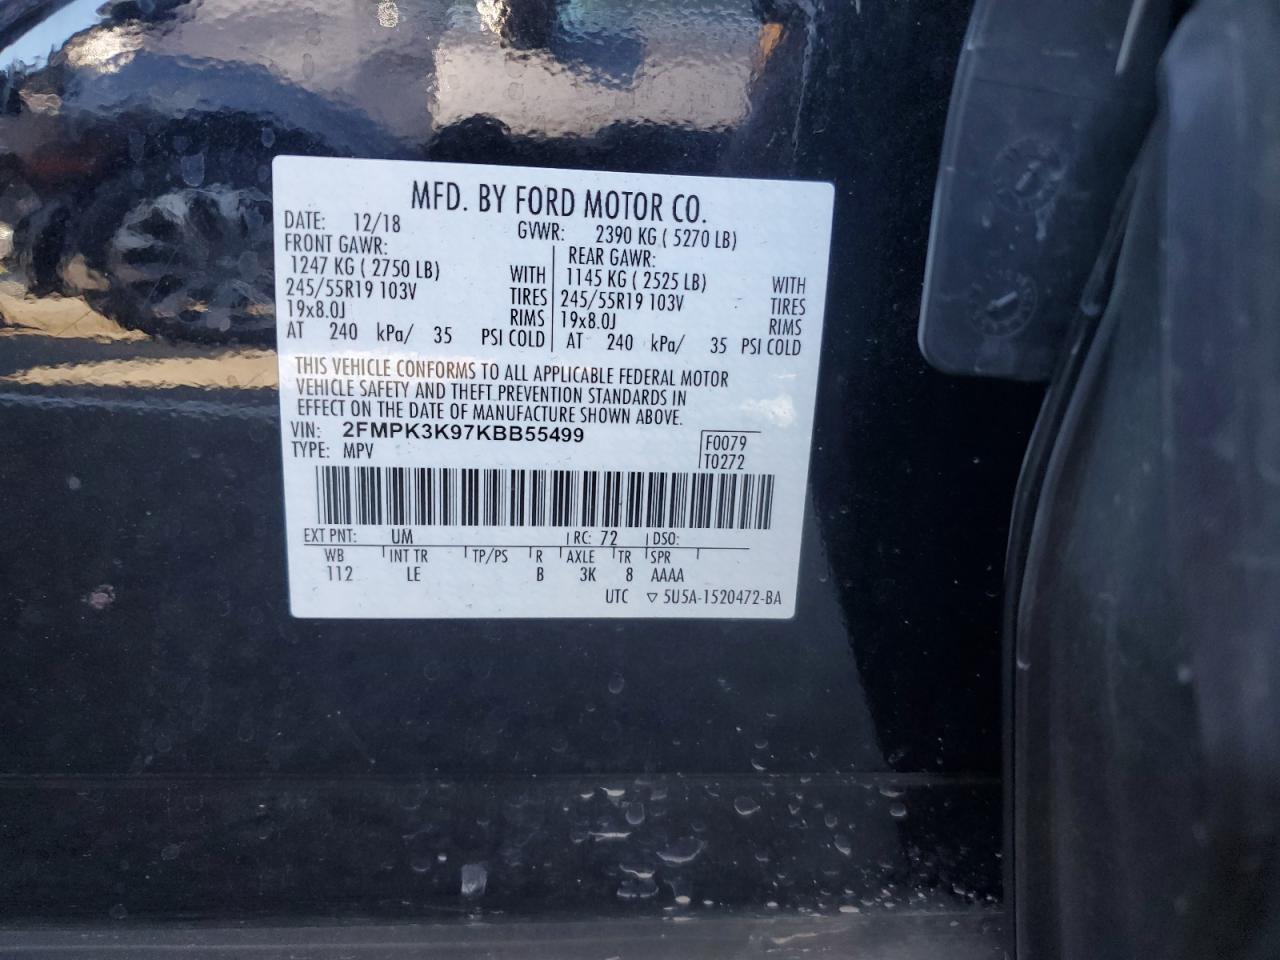 MFD. BY FORD MOTOR CO.
DATE: 12/18 GVWR: 2390 KG ( 5270 LB)
FRONT GAWR: REAR GAWR:
1247 KG ( 2750 LB) WITH 1145 KG ( 2525 LB) WITH
245/55R19 103V TIRES 245/55R19 103V TIRES
19x8.0J RIMS 19x8.0J RIMS
AT 240 kPa/ 35 PSI COLD AT 240 kPa/ 35 PSI COLD
THIS VEHICLE CONFORMS TO ALL APPLICABLE FEDERAL MOTOR
VEHICLE SAFETY AND THEFT PREVENTION STANDARDS IN
EFFECT ON THE DATE OF MANUFACTURE SHOWN ABOVE.
VIN: 2FMPK3K97KBB55499 F0079
TYPE: MPV T0272
EXT PNT: UM RC: 72 DSO:
WB INT TR TP/PS R AXLE TR SPR
112 LE B 3K 8 AAAA
UTC ▽ 5U5A-1520472-BA